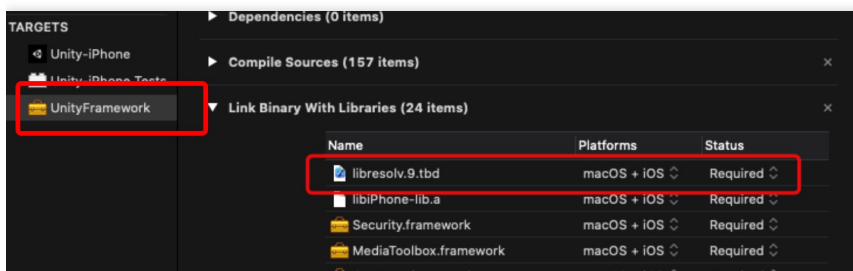 Dependencies (0 items)
TARGETS
Unity-iPhone
Compile Sources (157 items)
Unity-iPhone Tests
UnityFramework
Link Binary With Libraries (24 items)
Name Platforms Status
libresolv.9.tbd macOS + iOS Required
libiPhone-lib.a macOS + iOS Required
Security.framework macOS + iOS Required
MediaToolbox.framework macOS + iOS Required